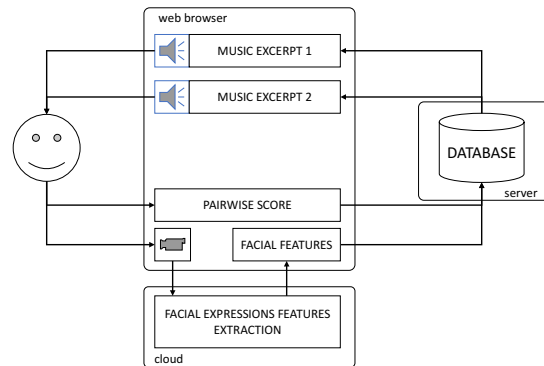 web browser
MUSIC EXCERPT 1
MUSIC EXCERPT 2
DATABASE
server
PAIRWISE SCORE
FACIAL FEATURES
FACIAL EXPRESSIONS FEATURES
EXTRACTION
cloud